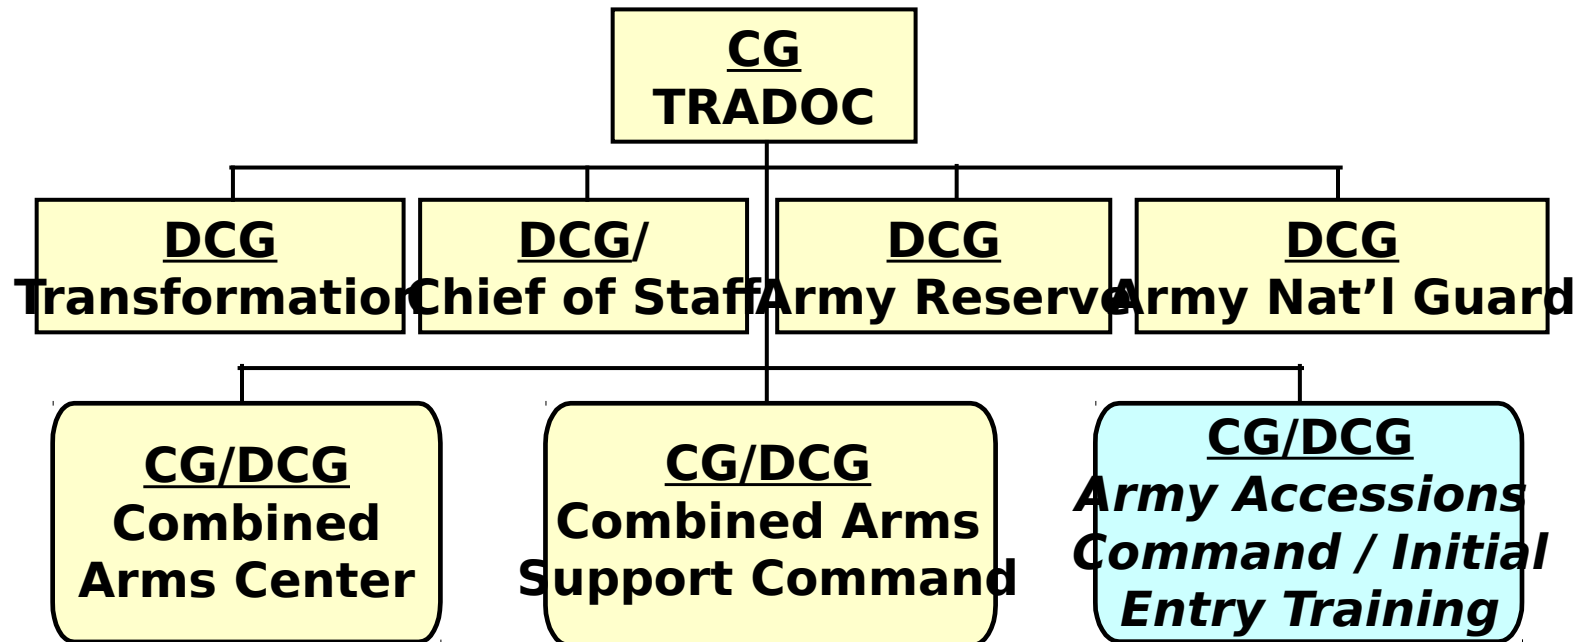 CG
TRADOC
DCG
Transformation
DCG/
Chief of Staff
DCG
Army Reserve
DCG
Army Nat’l Guard
CG/DCG
Combined
Arms Center
CG/DCG
Combined Arms
Support Command
CG/DCG
Army Accessions
Command / Initial
Entry Training